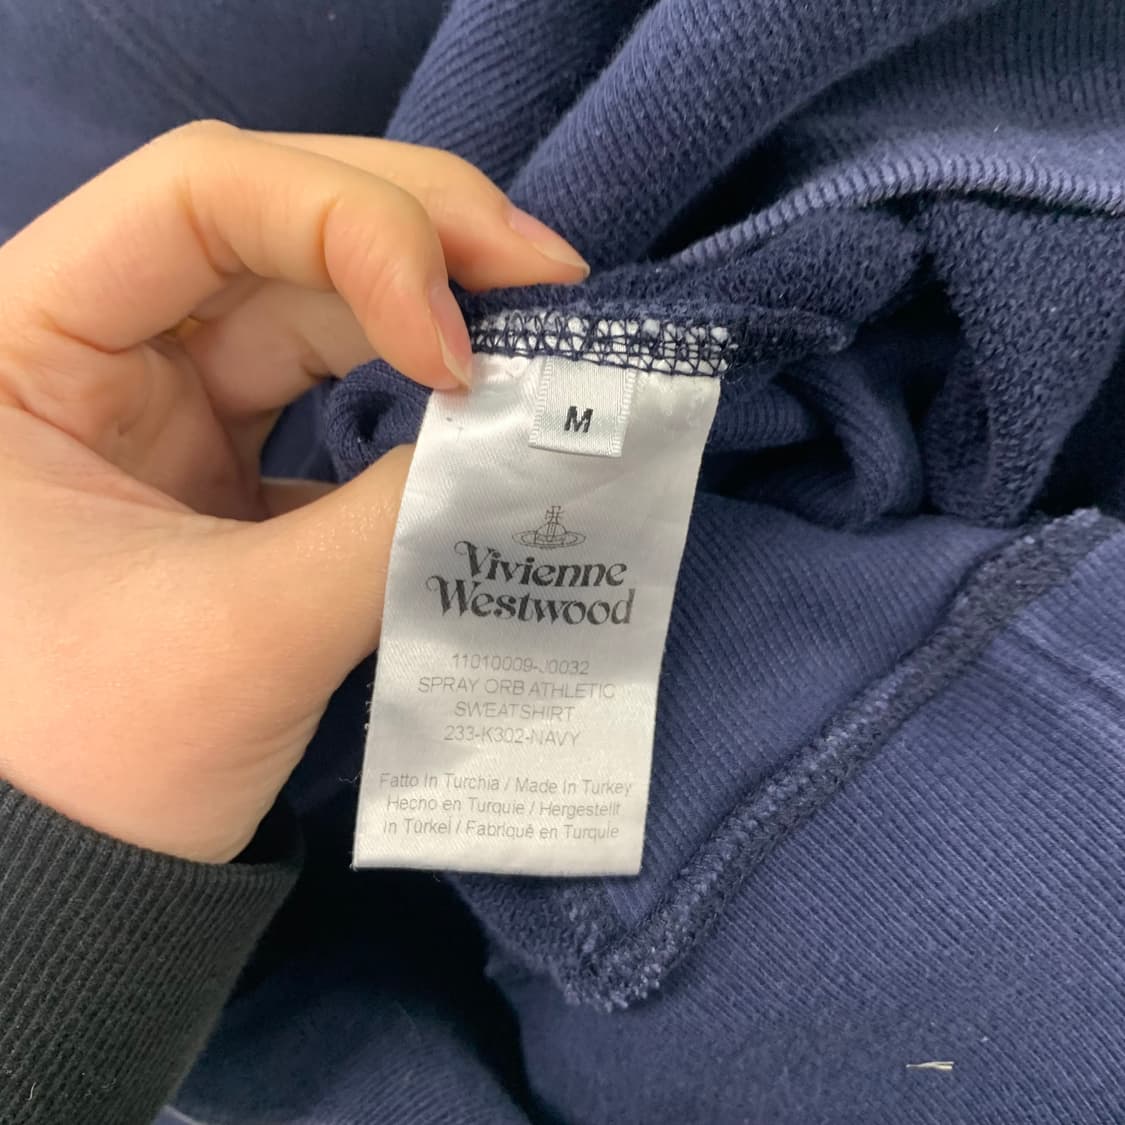 M
Vivienne
Westwood
11010009-J0032
SPRAY ORB ATHLETIC
SWEATSHIRT
233-K302-NAVY
Fatto In Turchia / Made In Turkey
Hecho en Turquie / Hergestellt
in Türkei / Fabriquê en Turquie